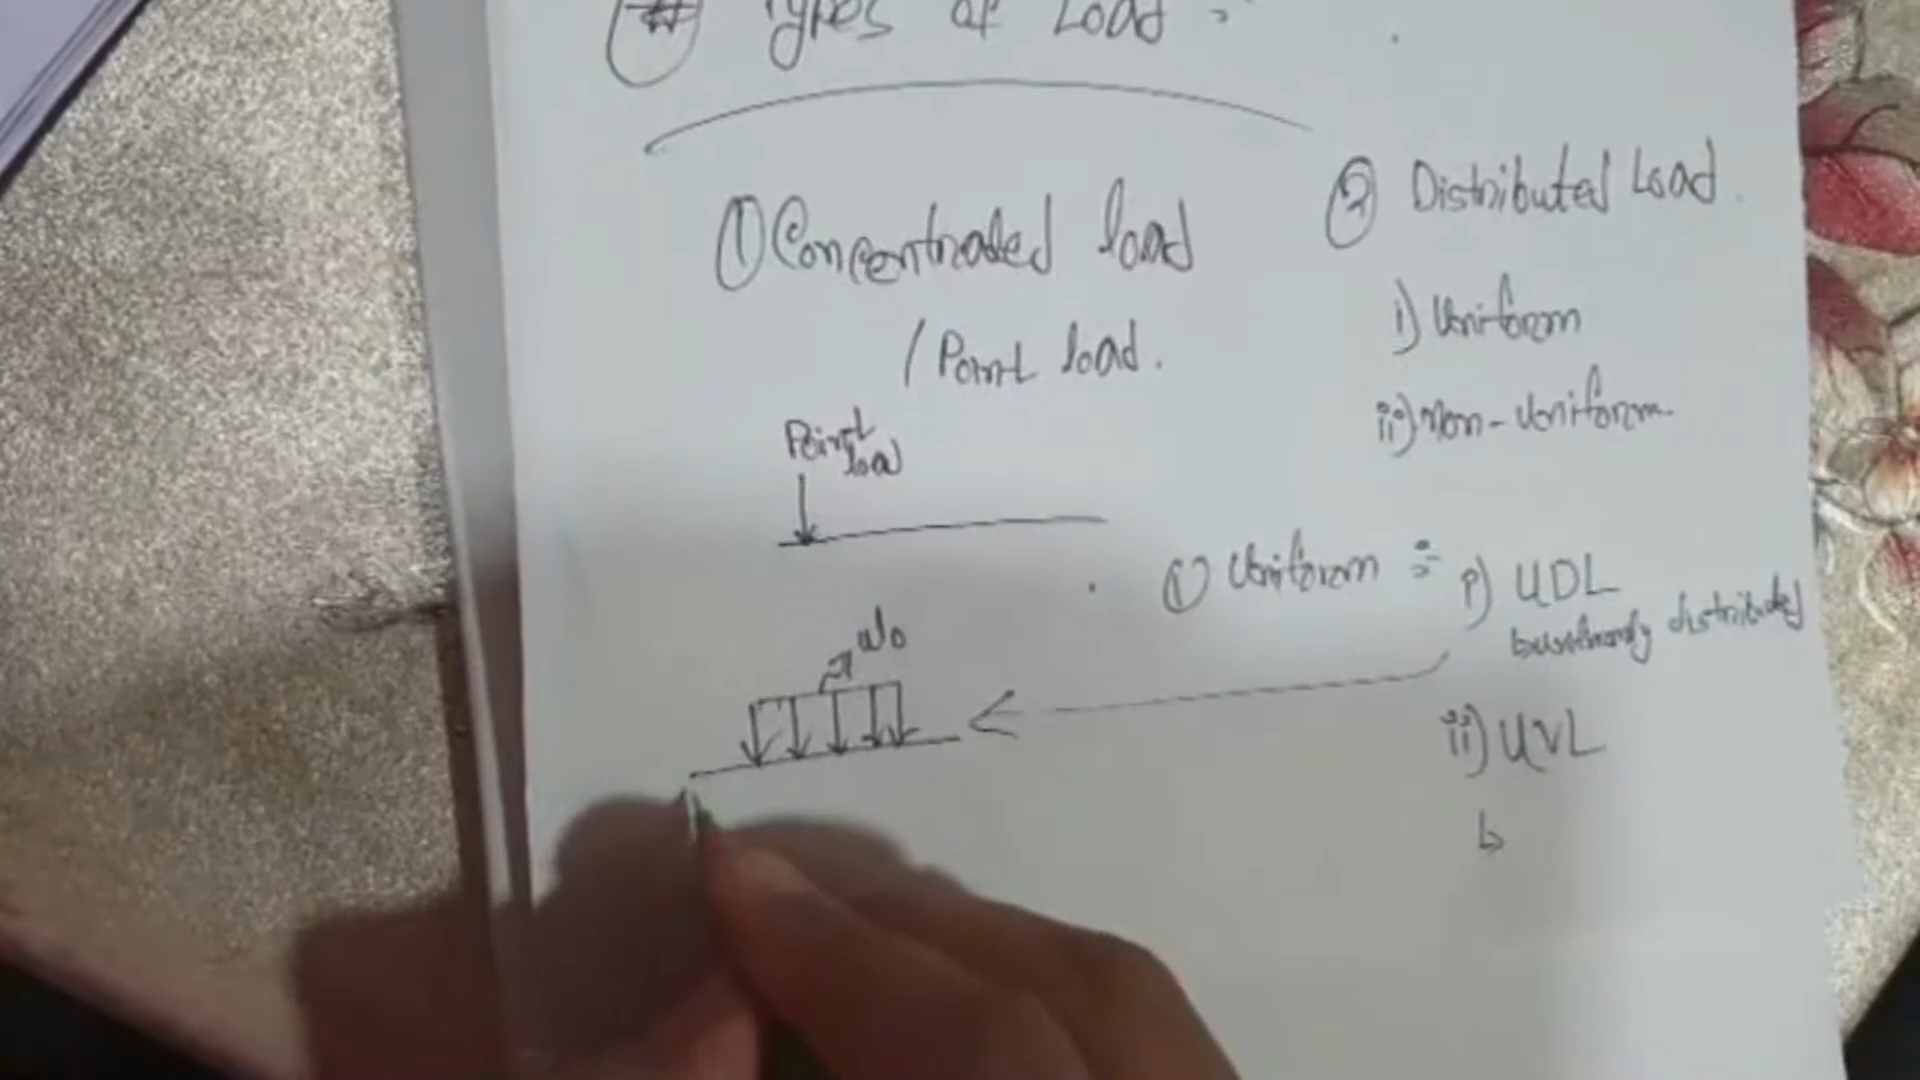 # Types of Load :-
① Concentrated load
/ Point load.
② Distributed Load.
i) Uniform
ii) Non-Uniform.
Point load
① Uniform :-
i) UDL
distributed
ii) UVL
w₀